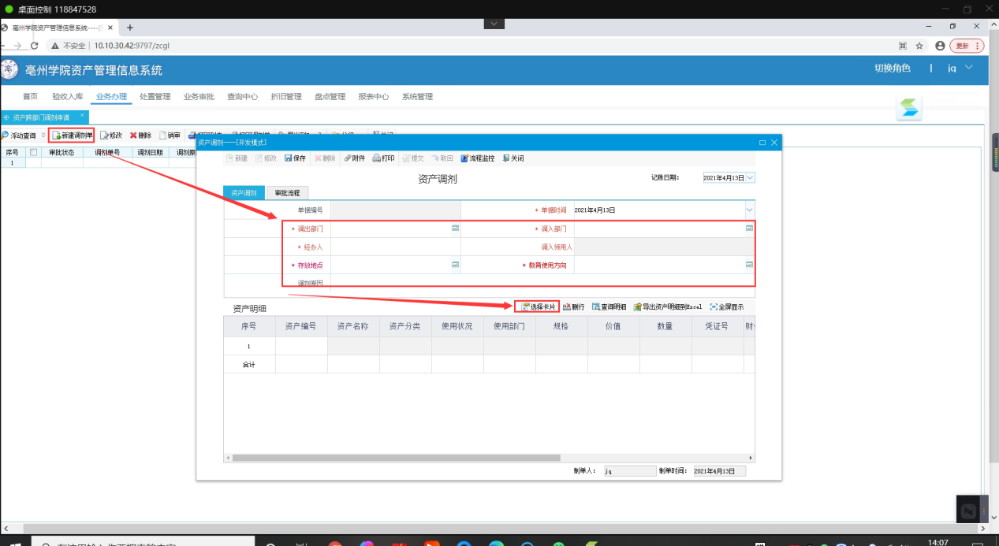 桌面控制 118847528
亳州学院资产管理信息系统----[
不安全 | 10.10.30.42:9797/zcgl
更新
亳州学院资产管理信息系统
切换角色 | jq
首页 验收入库 业务办理 处置管理 业务审批 查询中心 折旧管理 盘点管理 报表中心 系统管理
资产跨部门调剂申请
浮动查询 新建调剂单 修改 删除 销审
序号 审批状态 调剂单号 调剂日期 调剂原
1
资产调剂----[开发模式]
新建 修改 保存 删除 附件 打印 提交 取回 流程监控 关闭
资产调剂
记账日期: 2021年4月13日
资产调剂 审批流程
单据编号 * 单据时间 2021年4月13日
* 调出部门 * 调入部门
* 经办人 调入领用人
* 存放地点 * 教育使用方向
调剂原因
资产明细
选择卡片 删行 查询明细 导出资产明细到Excel 全屏显示
序号 资产编号 资产名称 资产分类 使用状况 使用部门 规格 价值 数量 凭证号 财
1
合计
制单人: jq 制单时间: 2021年4月13日
14:07